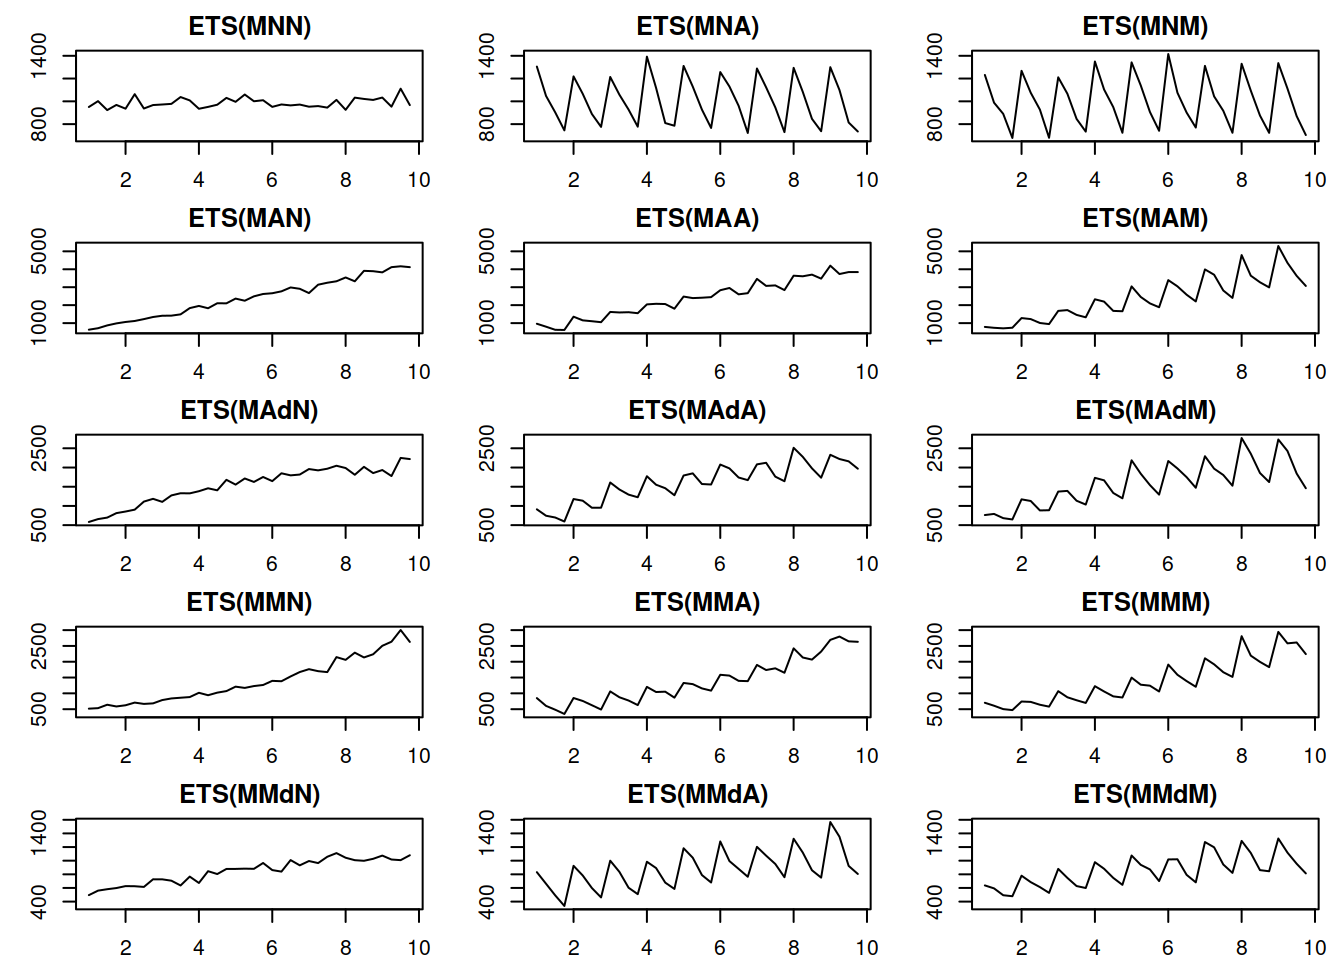 ETS(MNN) ETS(MNA) ETS(MNM)
800 1400 800 1400 800 1400
2 4 6 8 10 2 4 6 8 10 2 4 6 8 10
ETS(MAN) ETS(MAA) ETS(MAM)
1000 5000 1000 5000 1000 5000
2 4 6 8 10 2 4 6 8 10 2 4 6 8 10
ETS(MAdN) ETS(MAdA) ETS(MAdM)
500 2500 500 2500 500 2500
2 4 6 8 10 2 4 6 8 10 2 4 6 8 10
ETS(MMN) ETS(MMA) ETS(MMM)
500 2500 500 2500 500 2500
2 4 6 8 10 2 4 6 8 10 2 4 6 8 10
ETS(MMdN) ETS(MMdA) ETS(MMdM)
400 1400 400 1400 400 1400
2 4 6 8 10 2 4 6 8 10 2 4 6 8 10